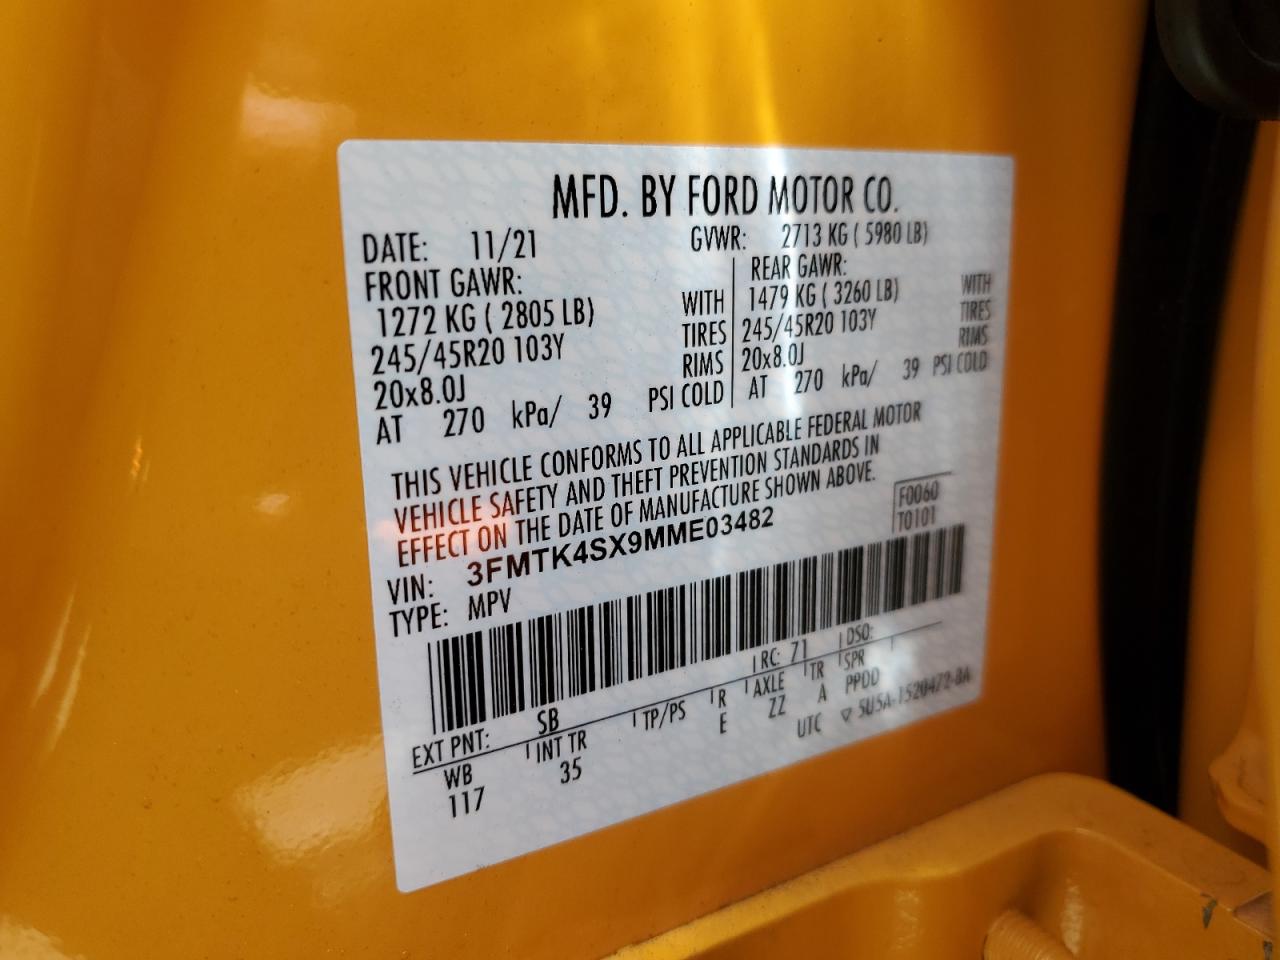 MFD. BY FORD MOTOR CO.
DATE: 11/21 GVWR: 2713 KG ( 5980 LB)
FRONT GAWR: REAR GAWR:
1272 KG ( 2805 LB) WITH 1479 KG ( 3260 LB) WITH
245/45R20 103Y TIRES 245/45R20 103Y TIRES
20x8.0J RIMS 20x8.0J RIMS
AT 270 kPa/ 39 PSI COLD AT 270 kPa/ 39 PSI COLD
THIS VEHICLE CONFORMS TO ALL APPLICABLE FEDERAL MOTOR
VEHICLE SAFETY AND THEFT PREVENTION STANDARDS IN
EFFECT ON THE DATE OF MANUFACTURE SHOWN ABOVE.
F0060
T0101
VIN: 3FMTK4SX9MME03482
TYPE: MPV
EXT PNT: SB RC: 71 DSO:
WB INT TR TP/PS R AXLE TR SPR
117 35 E ZZ A PPDD
UTC ▽ 5U5A-1520472-BA